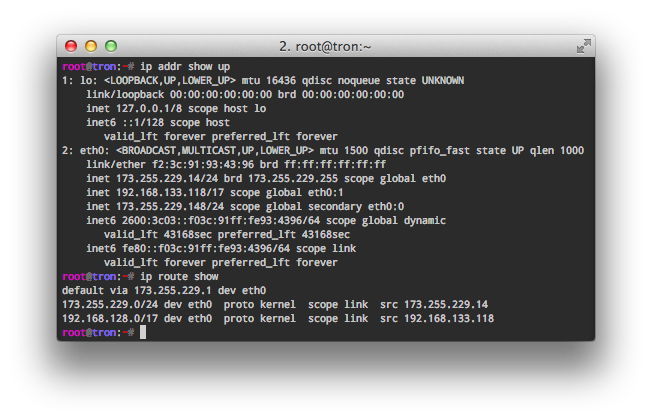 2. root@tron:~
root@tron:~# ip addr show up
1: lo: <LOOPBACK,UP,LOWER_UP> mtu 16436 qdisc noqueue state UNKNOWN
link/loopback 00:00:00:00:00:00 brd 00:00:00:00:00:00
inet 127.0.0.1/8 scope host lo
inet6 ::1/128 scope host
valid_lft forever preferred_lft forever
2: eth0: <BROADCAST,MULTICAST,UP,LOWER_UP> mtu 1500 qdisc pfifo_fast state UP qlen 1000
link/ether f2:3c:91:93:43:96 brd ff:ff:ff:ff:ff:ff
inet 173.255.229.14/24 brd 173.255.229.255 scope global eth0
inet 192.168.133.118/17 scope global eth0:1
inet 173.255.229.148/24 scope global secondary eth0:0
inet6 2600:3c03::f03c:91ff:fe93:4396/64 scope global dynamic
valid_lft 43168sec preferred_lft 43168sec
inet6 fe80::f03c:91ff:fe93:4396/64 scope link
valid_lft forever preferred_lft forever
root@tron:~# ip route show
default via 173.255.229.1 dev eth0
173.255.229.0/24 dev eth0  proto kernel  scope link  src 173.255.229.14
192.168.128.0/17 dev eth0  proto kernel  scope link  src 192.168.133.118
root@tron:~#